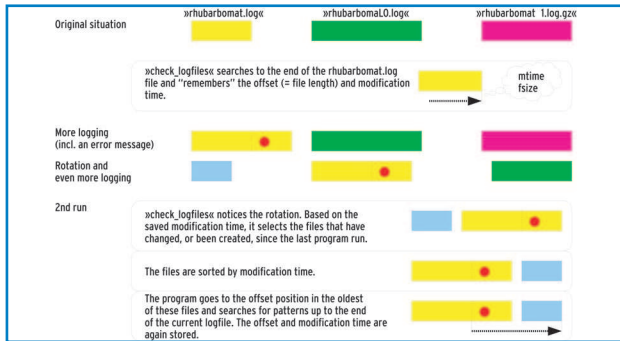 »rhubarbomat.log« »rhubarbomaL0.log« »rhubarbomat 1.log.gz«
Original situation
»check_logfiles« searches to the end of the rhubarbomat.log
file and "remembers" the offset (= file length) and modification
time.
mtime
fsize
More logging
(incl. an error message)
Rotation and
even more logging
2nd run
»check_logfiles« notices the rotation. Based on the
saved modification time, it selects the files that have
changed, or been created, since the last program run.
The files are sorted by modification time.
The program goes to the offset position in the oldest
of these files and searches for patterns up to the end
of the current logfile. The offset and modification time are
again stored.